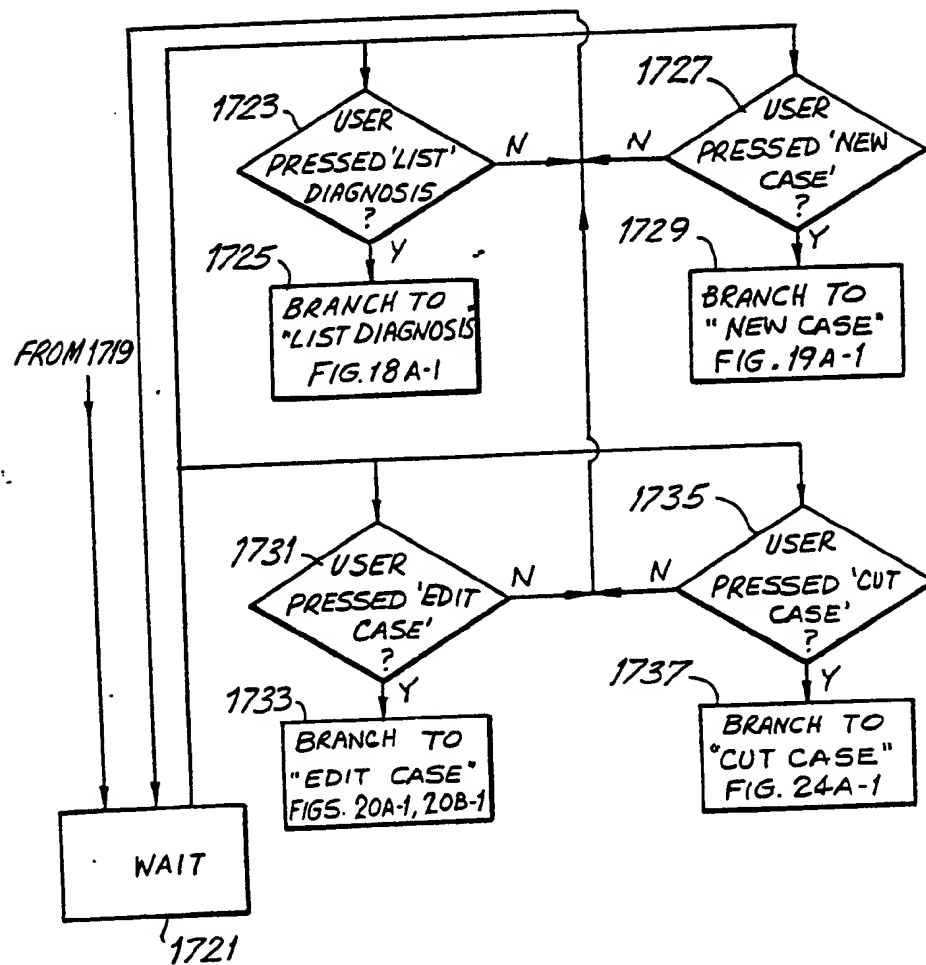 1723
USER
PRESSED 'LIST'
DIAGNOSIS
?
N
Y
1725
BRANCH TO
"LIST DIAGNOSIS
FIG. 18A-1
1727
USER
PRESSED 'NEW
CASE'
?
N
Y
1729
BRANCH TO
"NEW CASE"
FIG. 19A-1
FROM 1719
1731
USER
PRESSED 'EDIT
CASE'
?
N
Y
1733
BRANCH TO
"EDIT CASE"
FIGS. 20A-1, 20B-1
1735
USER
PRESSED 'CUT
CASE'
?
N
Y
1737
BRANCH TO
"CUT CASE"
FIG. 24A-1
WAIT
1721